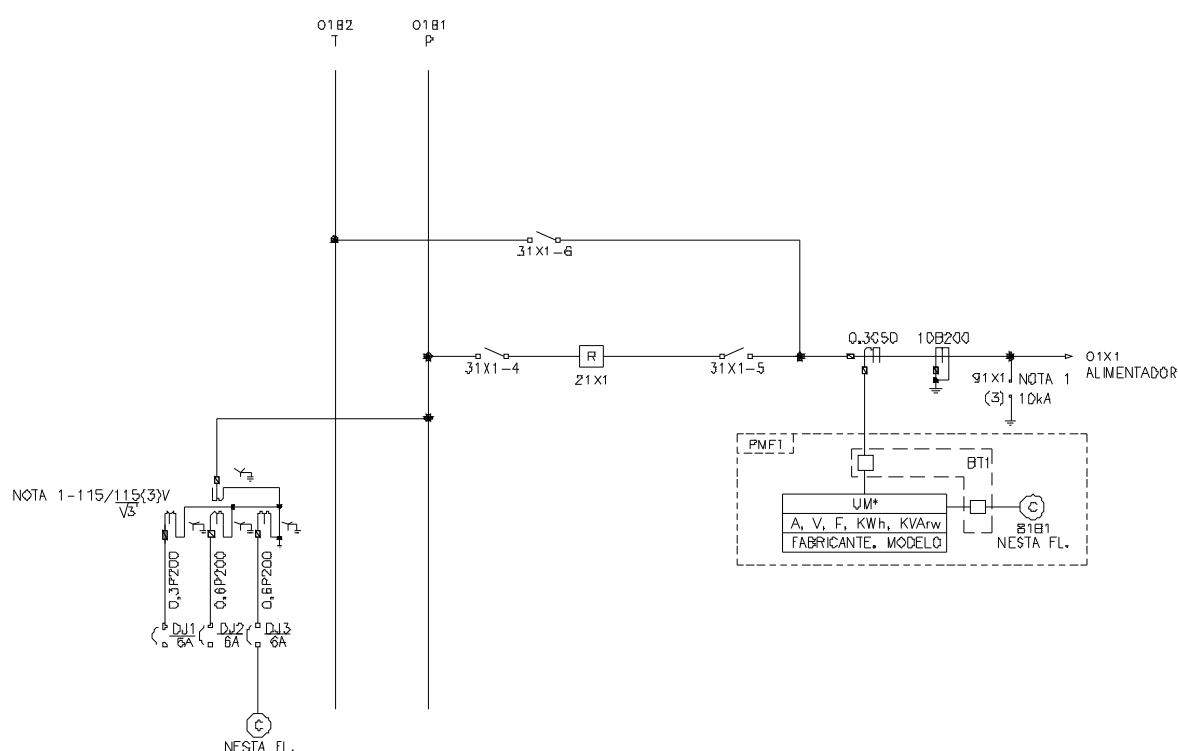 01B2
T
01B1
P
31X1-6
31X1-4
R
21X1
31X1-5
0.3C50
10B200
01X1
ALIMENTADOR
91X1
NOTA 1
(3)
10kA
PMF1
BT1
UM*
A, V, F, KWh, KVArw
FABRICANTE. MODELO
C
81B1
NESTA FL.
NOTA 1-115/115(3)V
√3
0,3P200
0,6P200
0,6P200
DJ1
6A
DJ2
6A
DJ3
6A
C
NESTA FL.